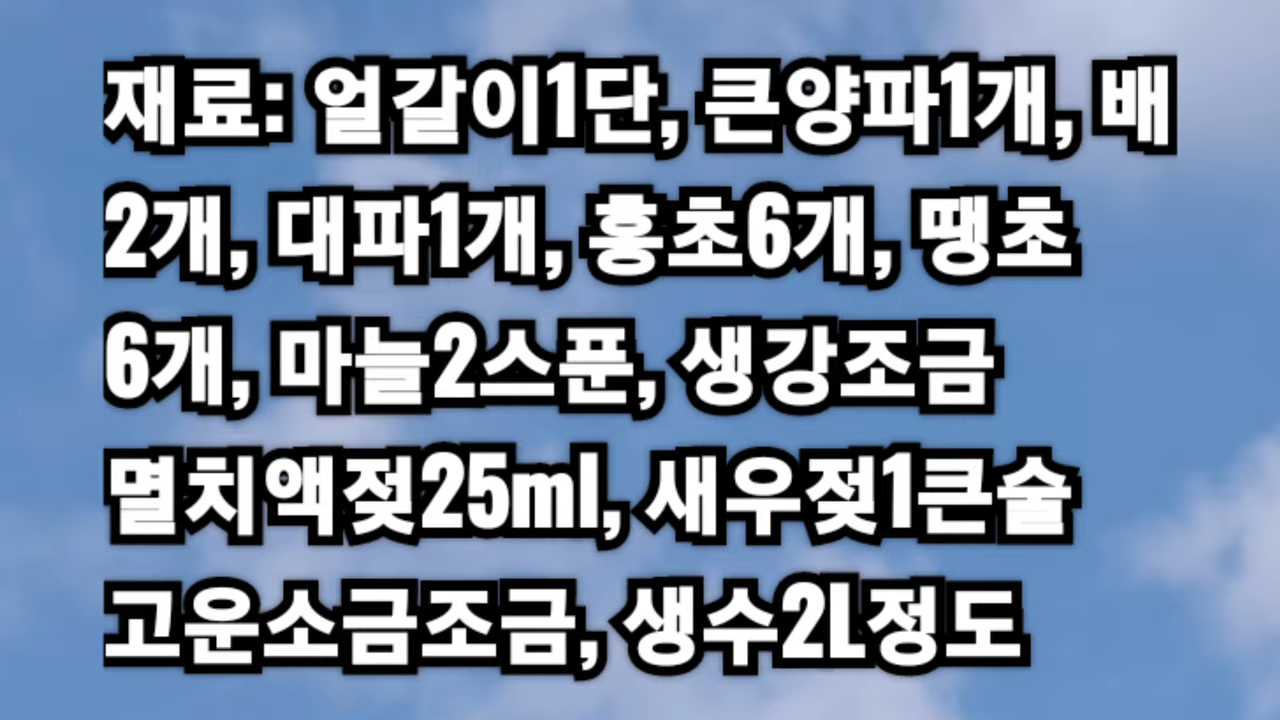 재료: 얼갈이1단, 큰양파1개, 배
2개, 대파1개, 홍초6개, 땡초
6개, 마늘2스푼, 생강조금
멸치액젖25ml, 새우젖1큰술
고운소금조금, 생수2L정도